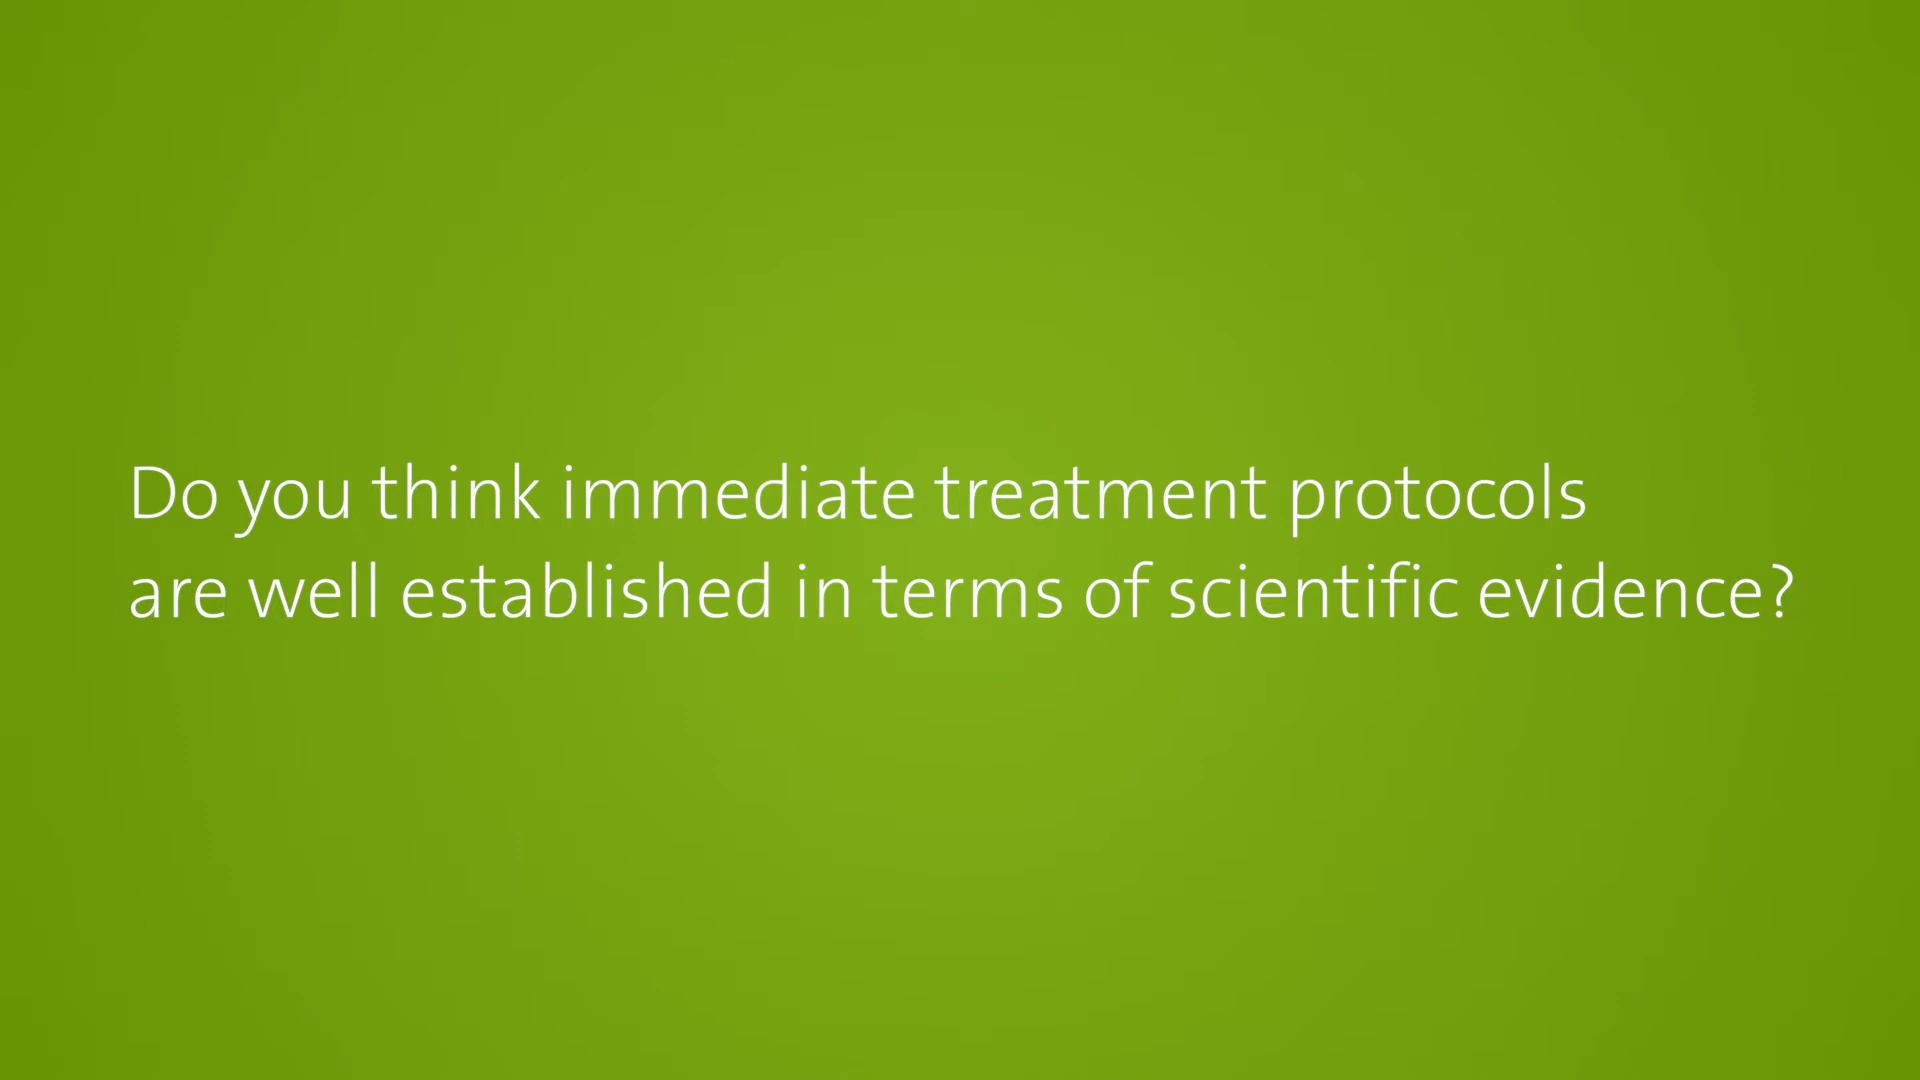 Do you think immediate treatment protocols
are well established in terms of scientific evidence?